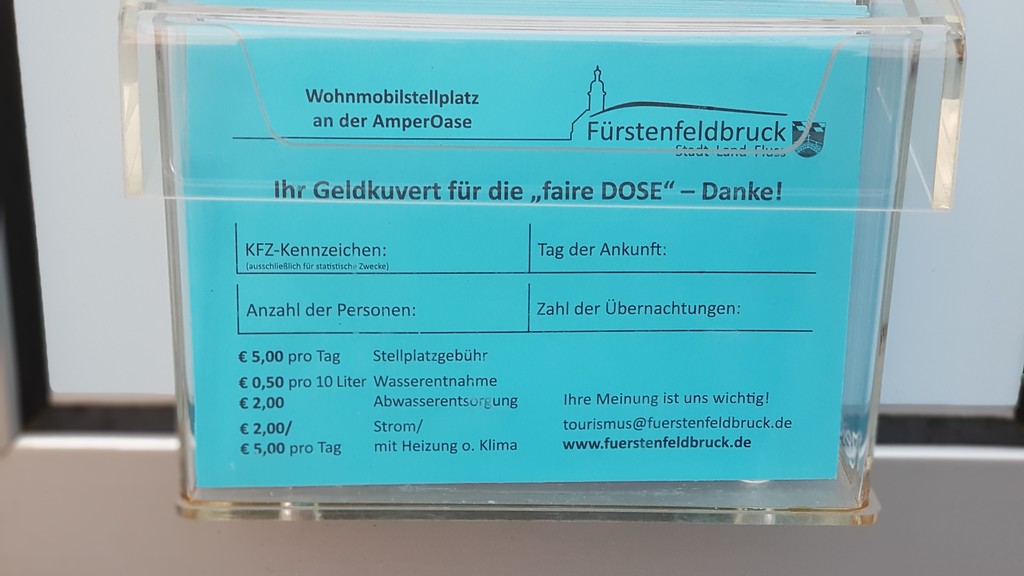 Wohnmobilstellplatz
an der AmperOase
Fürstenfeldbruck
Stadt Land Fluss
Ihr Geldkuvert für die „faire DOSE“ – Danke!
KFZ-Kennzeichen:
(ausschließlich für statistische Zwecke)
Tag der Ankunft:
Anzahl der Personen:
Zahl der Übernachtungen:
€ 5,00 pro Tag Stellplatzgebühr
€ 0,50 pro 10 Liter Wasserentnahme
€ 2,00 Abwasserentsorgung
€ 2,00/ Strom/
€ 5,00 pro Tag mit Heizung o. Klima
Ihre Meinung ist uns wichtig!
tourismus@fuerstenfeldbruck.de
www.fuerstenfeldbruck.de